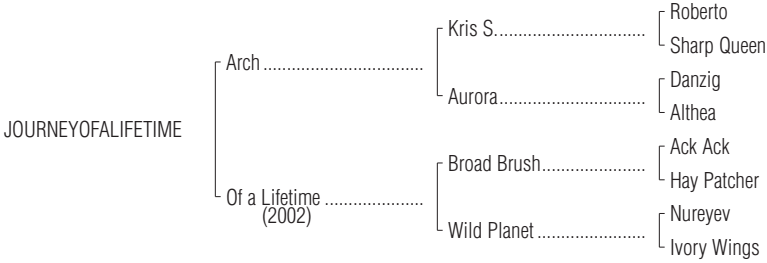 Roberto
Kris S.
Sharp Queen
Arch
Danzig
Aurora
Althea
JOURNEYOFALIFETIME
Ack Ack
Broad Brush
Hay Patcher
Of a Lifetime
(2002)
Nureyev
Wild Planet
Ivory Wings